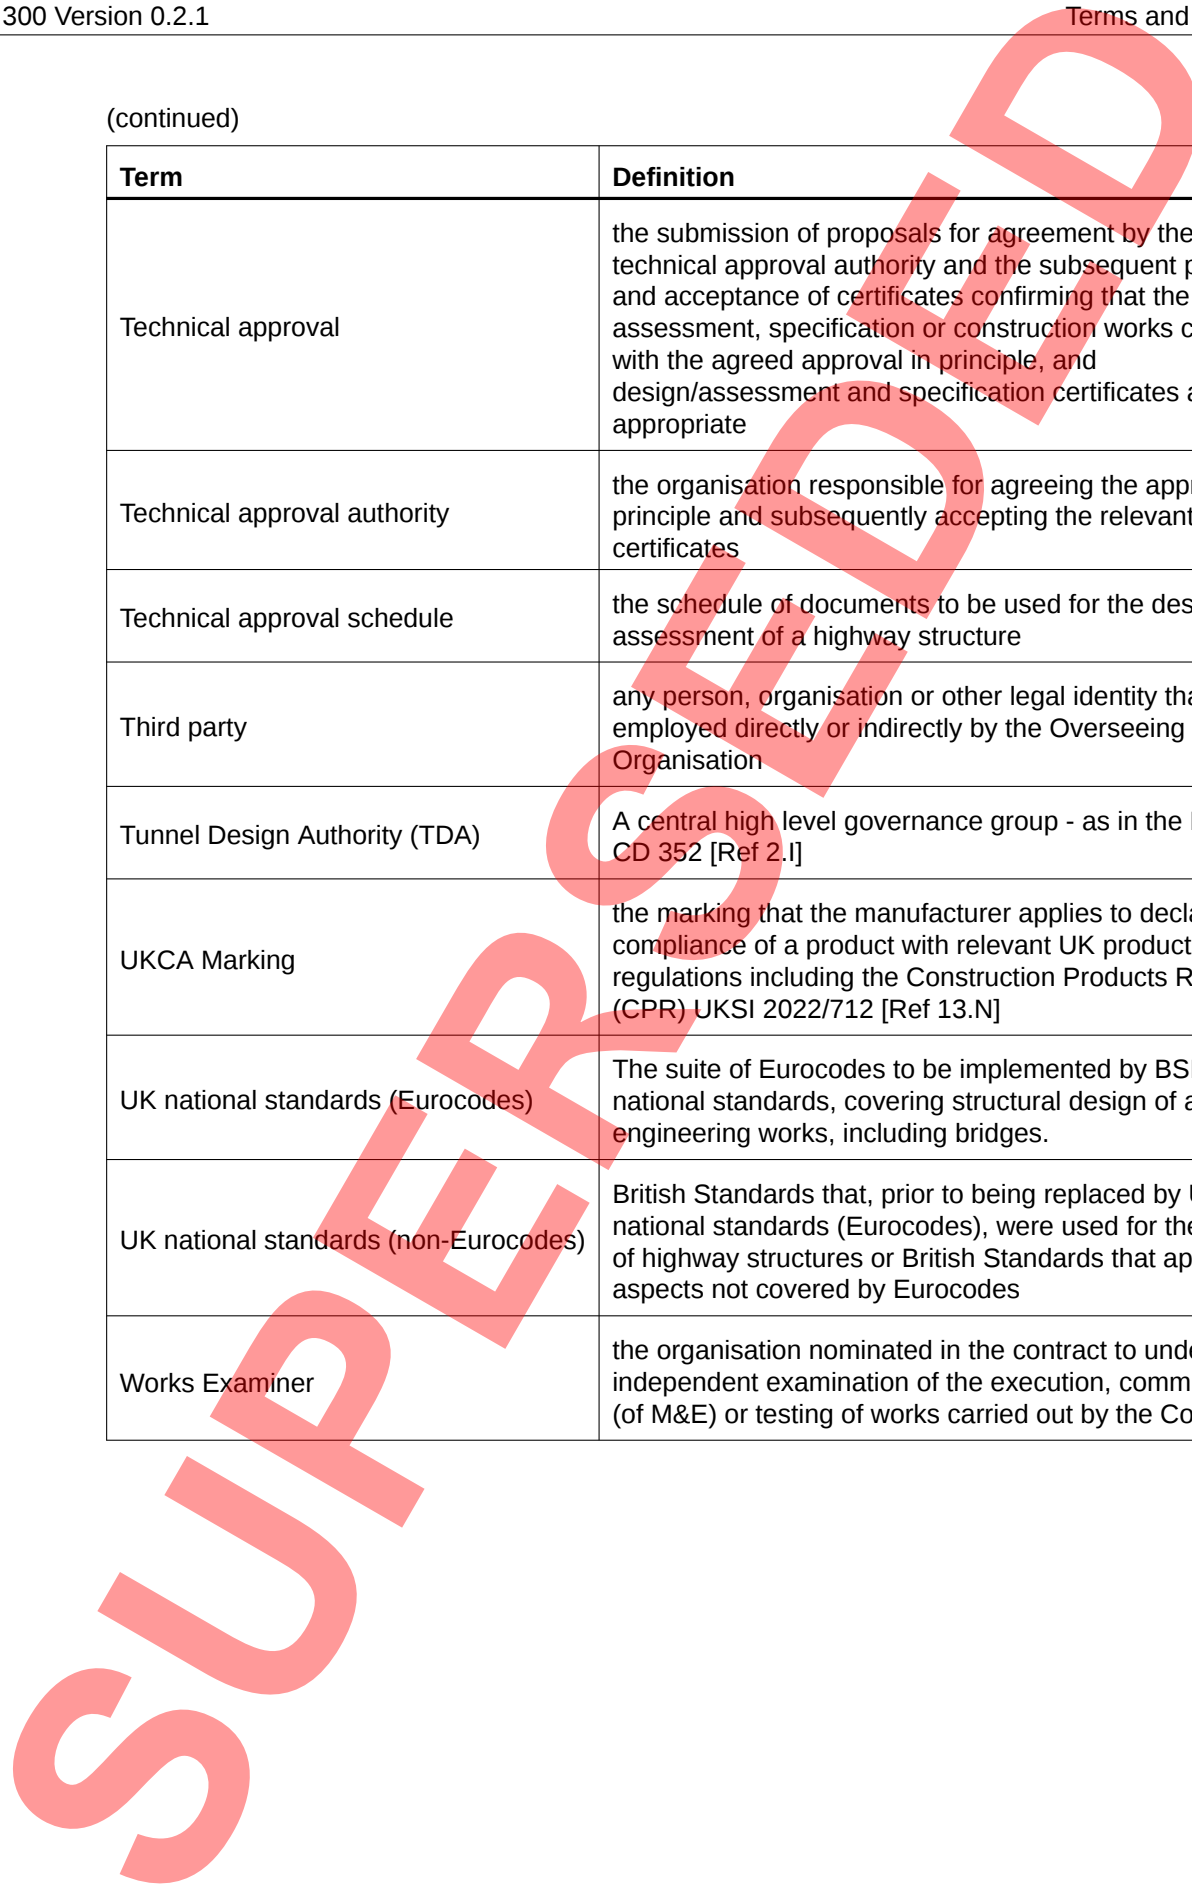 300 Version 0.2.1 Terms and
(continued)
Term Definition
Technical approval
the submission of proposals for agreement by the
technical approval authority and the subsequent
and acceptance of certificates confirming that the
assessment, specification or construction works
with the agreed approval in principle, and
design/assessment and specification certificates
appropriate
Technical approval authority
the organisation responsible for agreeing the
principle and subsequently accepting the relevant
certificates
Technical approval schedule
the schedule of documents to be used for the
assessment of a highway structure
Third party
any person, organisation or other legal identity
employed directly or indirectly by the Overseeing
Organisation
Tunnel Design Authority (TDA)
A central high level governance group - as in the
CD 352 [Ref 2.I]
UKCA Marking
the marking that the manufacturer applies to
compliance of a product with relevant UK product
regulations including the Construction Products
(CPR) UKSI 2022/712 [Ref 13.N]
UK national standards (Eurocodes)
The suite of Eurocodes to be implemented by
national standards, covering structural design of
engineering works, including bridges.
UK national standards (non-Eurocodes)
British Standards that, prior to being replaced by
national standards (Eurocodes), were used for the
of highway structures or British Standards that
aspects not covered by Eurocodes
Works Examiner
the organisation nominated in the contract to
independent examination of the execution,
(of M&E) or testing of works carried out by the
SUPERSEDED